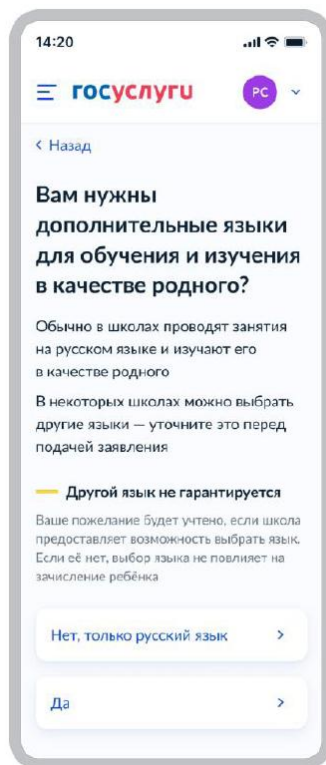 14:20
госуслуги
РС
Назад
Вам нужны
дополнительные языки
для обучения и изучения
в качестве родного?
Обычно в школах проводят занятия
на русском языке и изучают его
в качестве родного
В некоторых школах можно выбрать
другие языки — уточните это перед
подачей заявления
Другой язык не гарантируется
Ваше пожелание будет учтено, если школа
предоставляет возможность выбрать язык.
Если её нет, выбор языка не повлияет на
зачисление ребёнка
Нет, только русский язык
Да